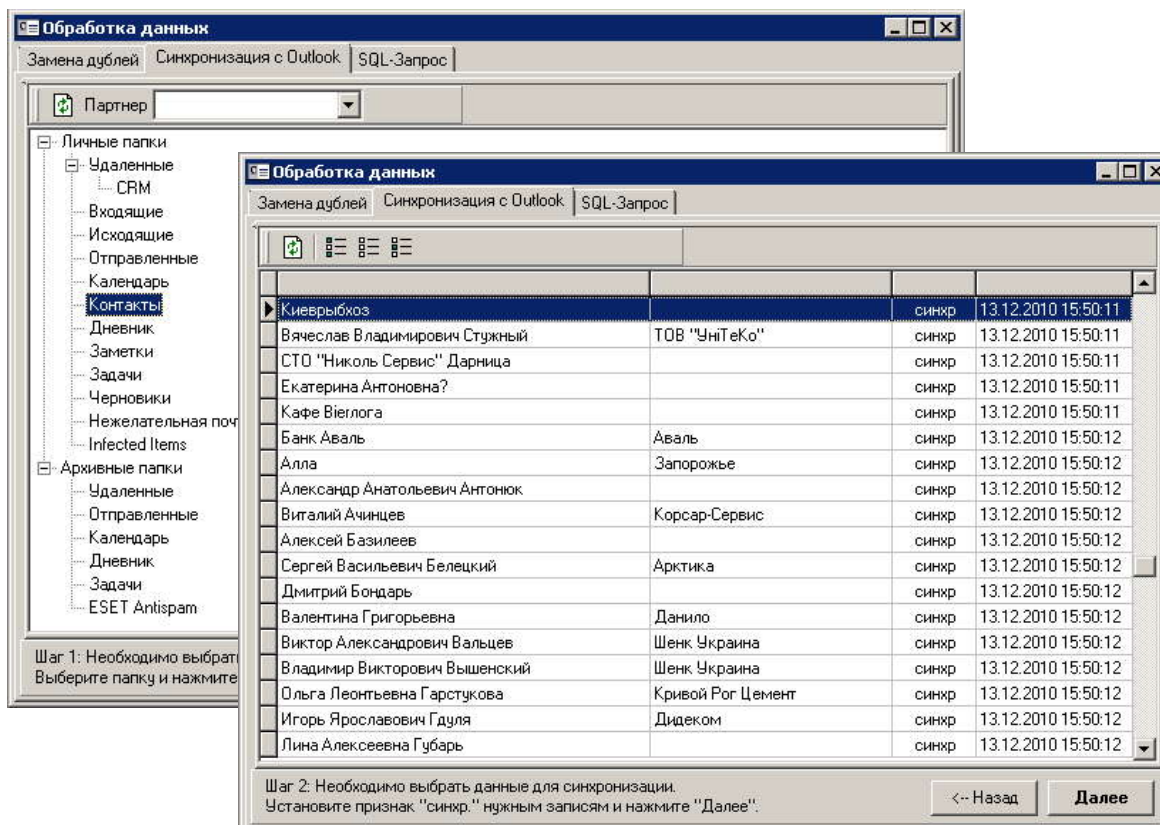 Обработка данных
Замена дублей Синхронизация с Outlook SQL-Запрос
Партнер
Личные папки
Удаленные
CRM
Входящие
Исходящие
Отправленные
Календарь
Контакты
Дневник
Заметки
Задачи
Черновики
Нежелательная поч
Infected Items
Архивные папки
Удаленные
Отправленные
Календарь
Дневник
Задачи
ESET Antispam
Шаг 1: Необходимо выбрат
Выберите папку и нажмите
Обработка данных
Замена дублей Синхронизация с Outlook SQL-Запрос
Киеврыбхоз синхр 13.12.2010 15:50:11
Вячеслав Владимирович Стужный ТОВ "УніТеКо" синхр 13.12.2010 15:50:11
СТО "Николь Сервис" Дарница синхр 13.12.2010 15:50:11
Екатерина Антоновна? синхр 13.12.2010 15:50:11
Кафе Віеrлога синхр 13.12.2010 15:50:11
Банк Аваль Аваль синхр 13.12.2010 15:50:12
Алла Запорожье синхр 13.12.2010 15:50:12
Александр Анатольевич Антонюк синхр 13.12.2010 15:50:12
Виталий Ачинцев Корсар-Сервис синхр 13.12.2010 15:50:12
Алексей Базилеев синхр 13.12.2010 15:50:12
Сергей Васильевич Белецкий Арктика синхр 13.12.2010 15:50:12
Дмитрий Бондарь синхр 13.12.2010 15:50:12
Валентина Григорьевна Данило синхр 13.12.2010 15:50:12
Виктор Александрович Вальцев Шенк Украина синхр 13.12.2010 15:50:12
Владимир Викторович Вышенский Шенк Украина синхр 13.12.2010 15:50:12
Ольга Леонтьевна Гарстукова Кривой Рог Цемент синхр 13.12.2010 15:50:12
Игорь Ярославович Гдуля Дидеком синхр 13.12.2010 15:50:12
Лина Алексеевна Губарь синхр 13.12.2010 15:50:12
Шаг 2: Необходимо выбрать данные для синхронизации.
Установите признак "синхр." нужным записям и нажмите "Далее".
<-- Назад Далее